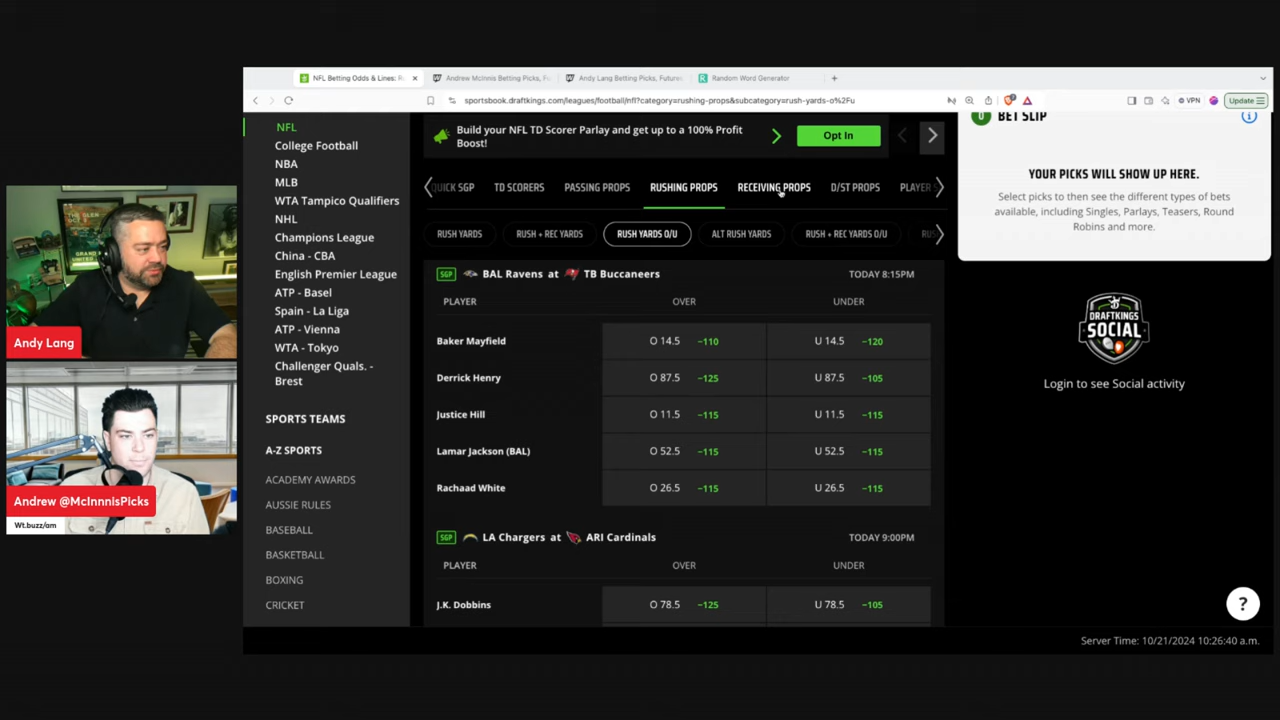 NFL Betting Odds & Lines: R
Andrew McInnis Betting Picks, Fu
Andy Lang Betting Picks, Future
Random Word Generator
sportsbook.draftkings.com/leagues/football/nfl?category=rushing-props&subcategory=rush-yards-o%2Fu
VPN
Update
NFL
College Football
NBA
MLB
WTA Tampico Qualifiers
NHL
Champions League
China - CBA
English Premier League
ATP - Basel
Spain - La Liga
ATP - Vienna
WTA - Tokyo
Challenger Quals. -
Brest
SPORTS TEAMS
A-Z SPORTS
ACADEMY AWARDS
AUSSIE RULES
BASEBALL
BASKETBALL
BOXING
CRICKET
Build your NFL TD Scorer Parlay and get up to a 100% Profit
Boost!
Opt In
QUICK SGP TD SCORERS PASSING PROPS RUSHING PROPS RECEIVING PROPS D/ST PROPS PLAYER
RUSH YARDS RUSH + REC YARDS RUSH YARDS O/U ALT RUSH YARDS RUSH + REC YARDS O/U
SGP BAL Ravens at TB Buccaneers TODAY 8:15PM
PLAYER OVER UNDER
Baker Mayfield O 14.5 −110 U 14.5 −120
Derrick Henry O 87.5 −125 U 87.5 −105
Justice Hill O 11.5 −115 U 11.5 −115
Lamar Jackson (BAL) O 52.5 −115 U 52.5 −115
Rachaad White O 26.5 −115 U 26.5 −115
SGP LA Chargers at ARI Cardinals TODAY 9:00PM
PLAYER OVER UNDER
J.K. Dobbins O 78.5 −125 U 78.5 −105
0 BET SLIP
YOUR PICKS WILL SHOW UP HERE.
Select picks to then see the different types of bets
available, including Singles, Parlays, Teasers, Round
Robins and more.
DRAFTKINGS
SOCIAL
Login to see Social activity
?
Server Time: 10/21/2024 10:26:40 a.m.
Andy Lang
Andrew @McInnnisPicks
Wt.buzz/am